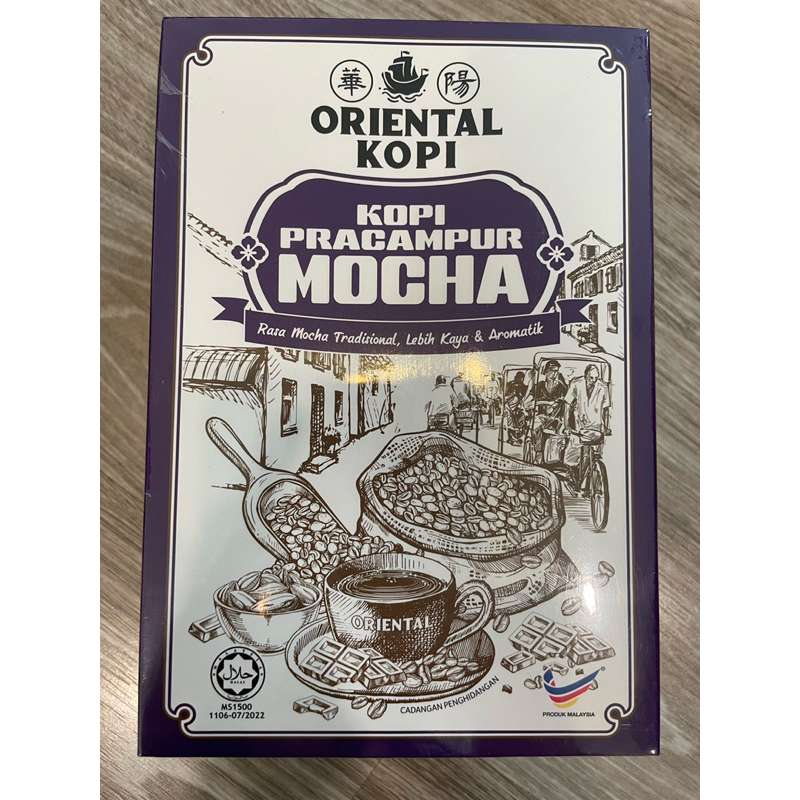 華 陽
ORIENTAL
KOPI
KOPI
PRACAMPUR
MOCHA
Rasa Mocha Tradisional, Lebih Kaya & Aromatik
ORIENTAL
حلال
MS1500
1106-07/2022
CADANGAN PENGHIDANGAN
PRODUK MALAYSIA